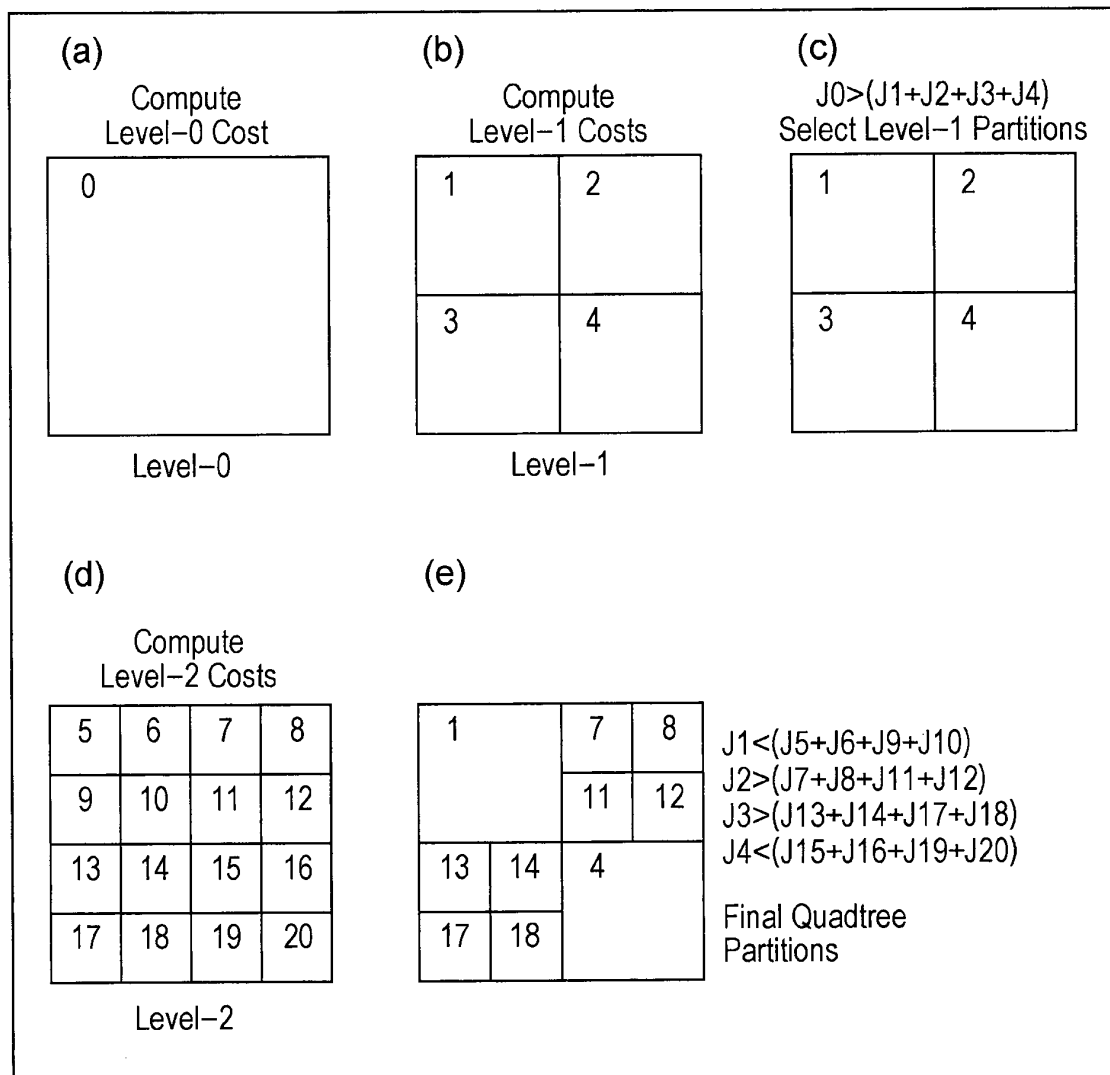 (a)
Compute
Level-0 Cost
0
Level-0
(b)
Compute
Level-1 Costs
1 2
3 4
Level-1
(c)
J0>(J1+J2+J3+J4)
Select Level-1 Partitions
1 2
3 4
(d)
Compute
Level-2 Costs
5 6 7 8
9 10 11 12
13 14 15 16
17 18 19 20
Level-2
(e)
1 7 8
11 12
13 14 4
17 18
J1<(J5+J6+J9+J10)
J2>(J7+J8+J11+J12)
J3>(J13+J14+J17+J18)
J4<(J15+J16+J19+J20)
Final Quadtree
Partitions